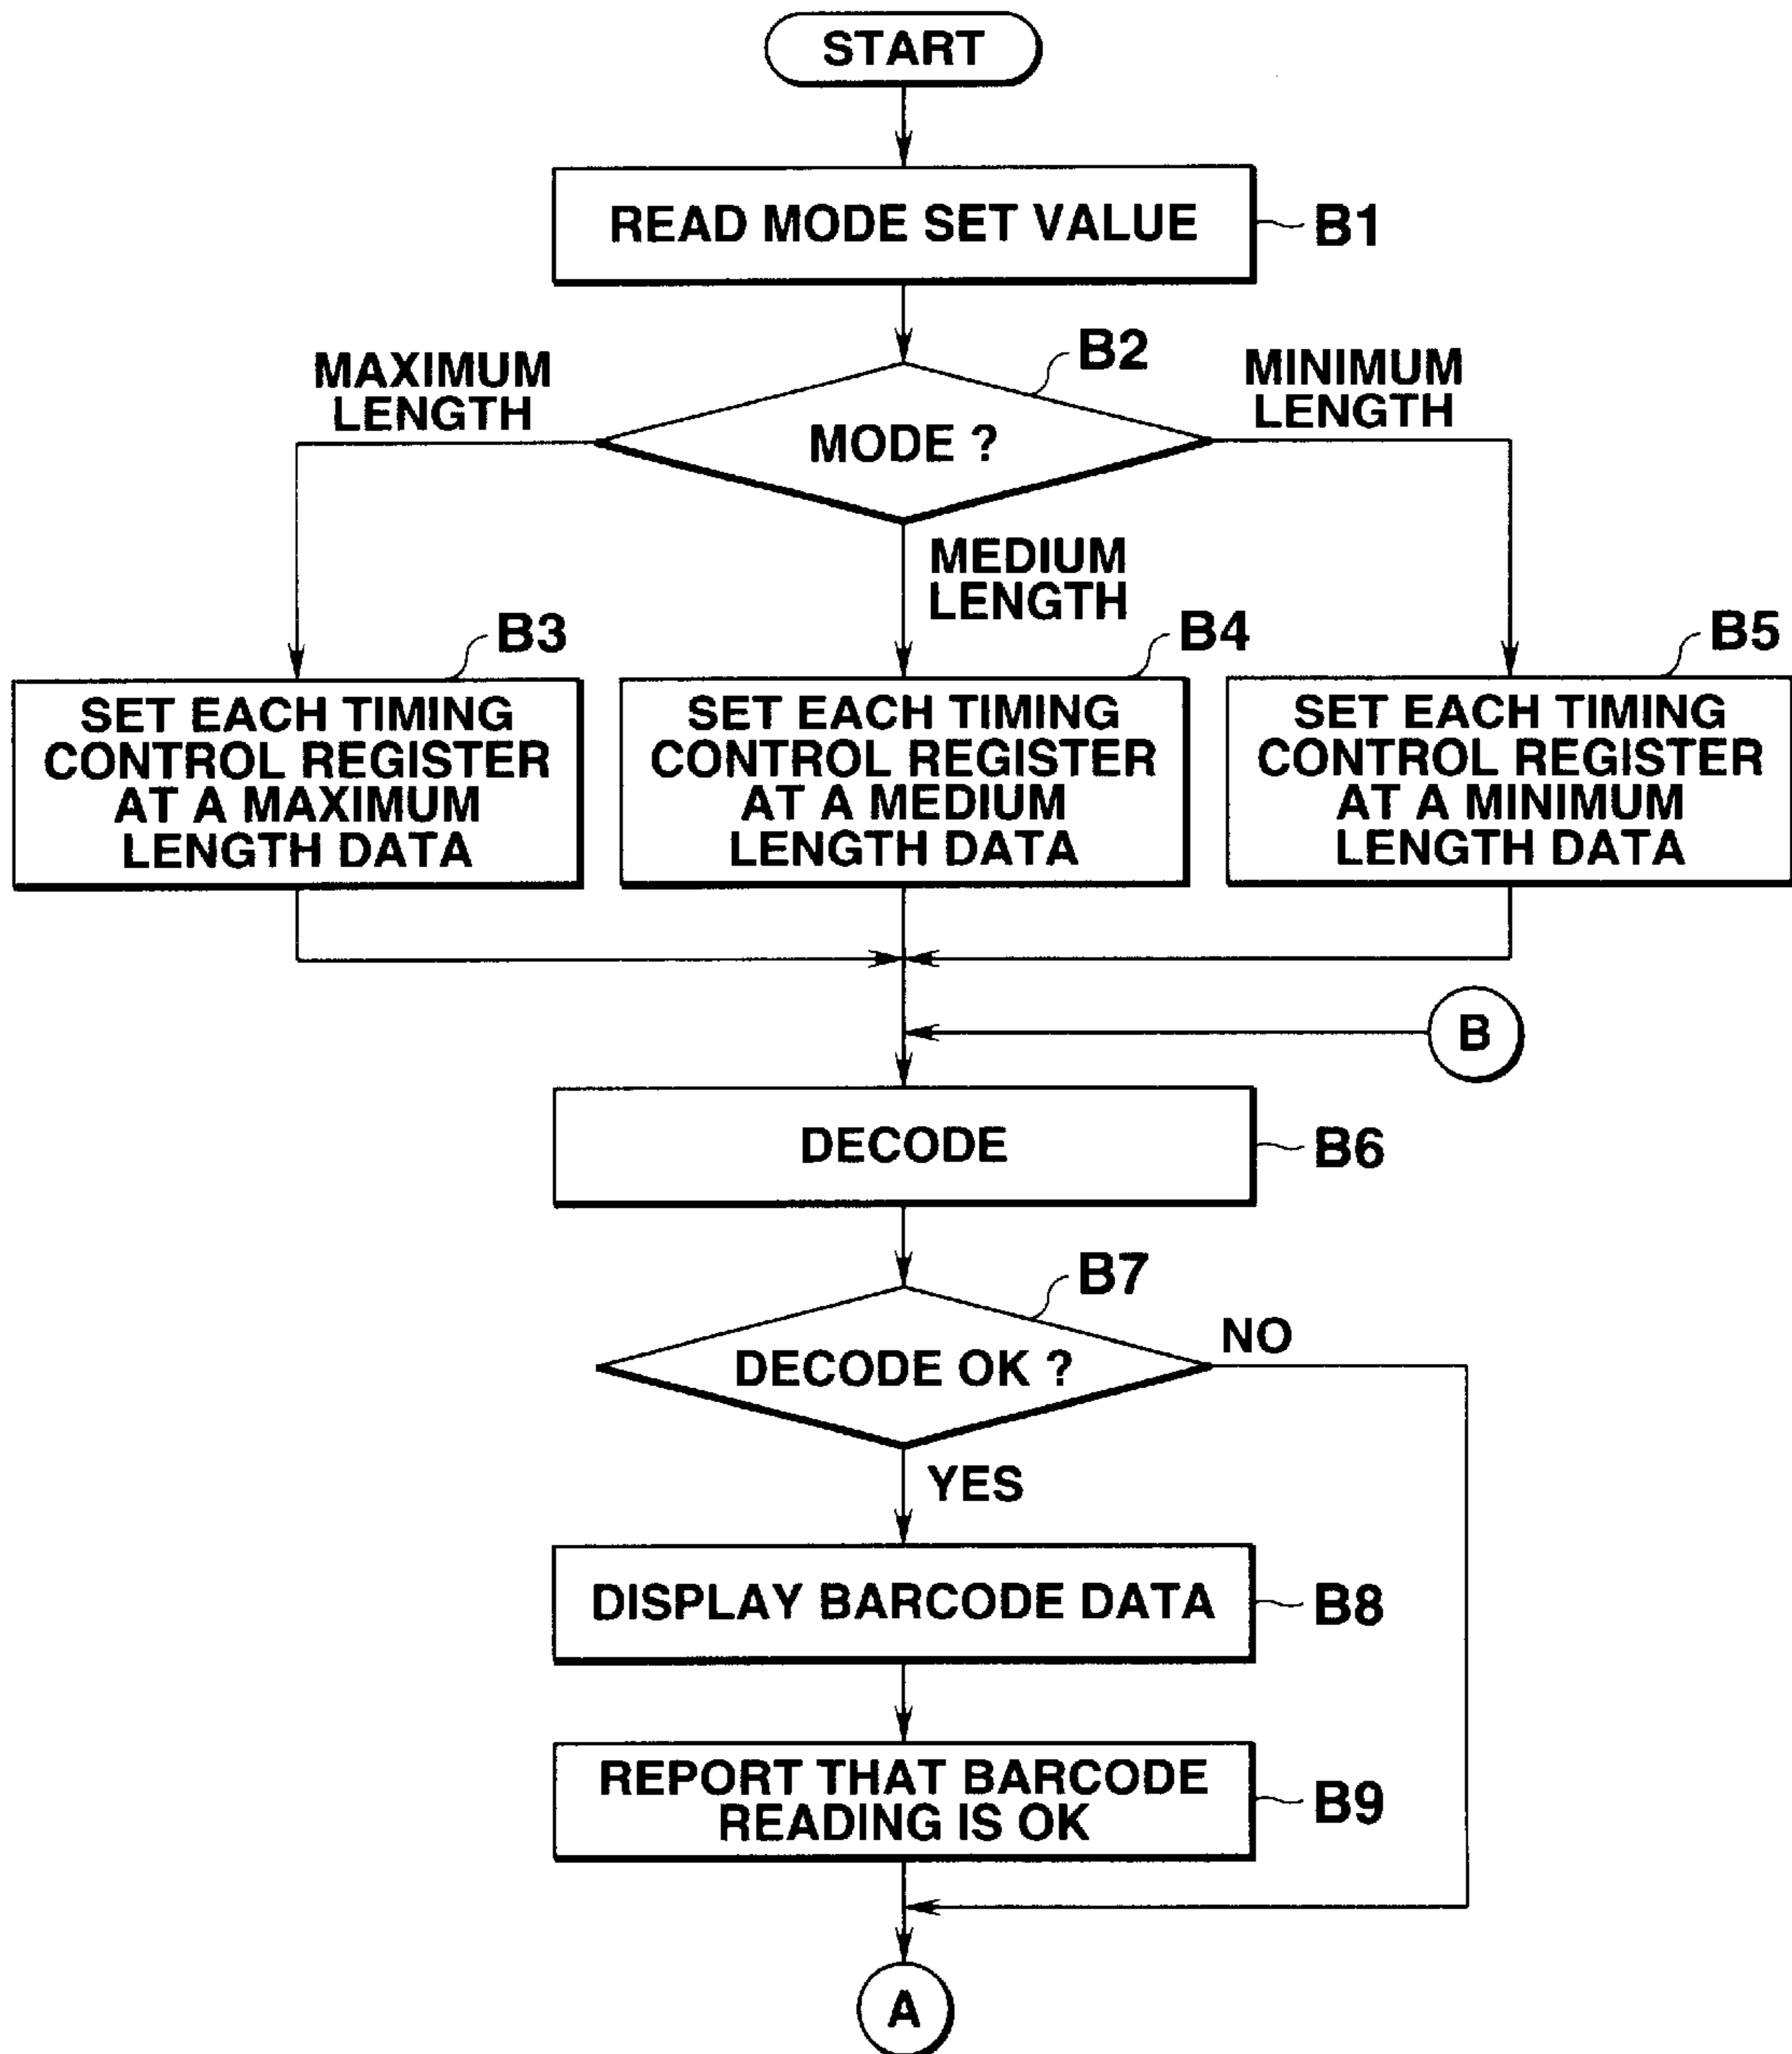 START
READ MODE SET VALUE
B1
B2
MAXIMUM
LENGTH
MINIMUM
LENGTH
MODE ?
MEDIUM
LENGTH
B3
B4
B5
SET EACH TIMING
CONTROL REGISTER
AT A MAXIMUM
LENGTH DATA
SET EACH TIMING
CONTROL REGISTER
AT A MEDIUM
LENGTH DATA
SET EACH TIMING
CONTROL REGISTER
AT A MINIMUM
LENGTH DATA
B
DECODE
B6
B7
NO
DECODE OK ?
YES
DISPLAY BARCODE DATA
B8
REPORT THAT BARCODE
READING IS OK
B9
A